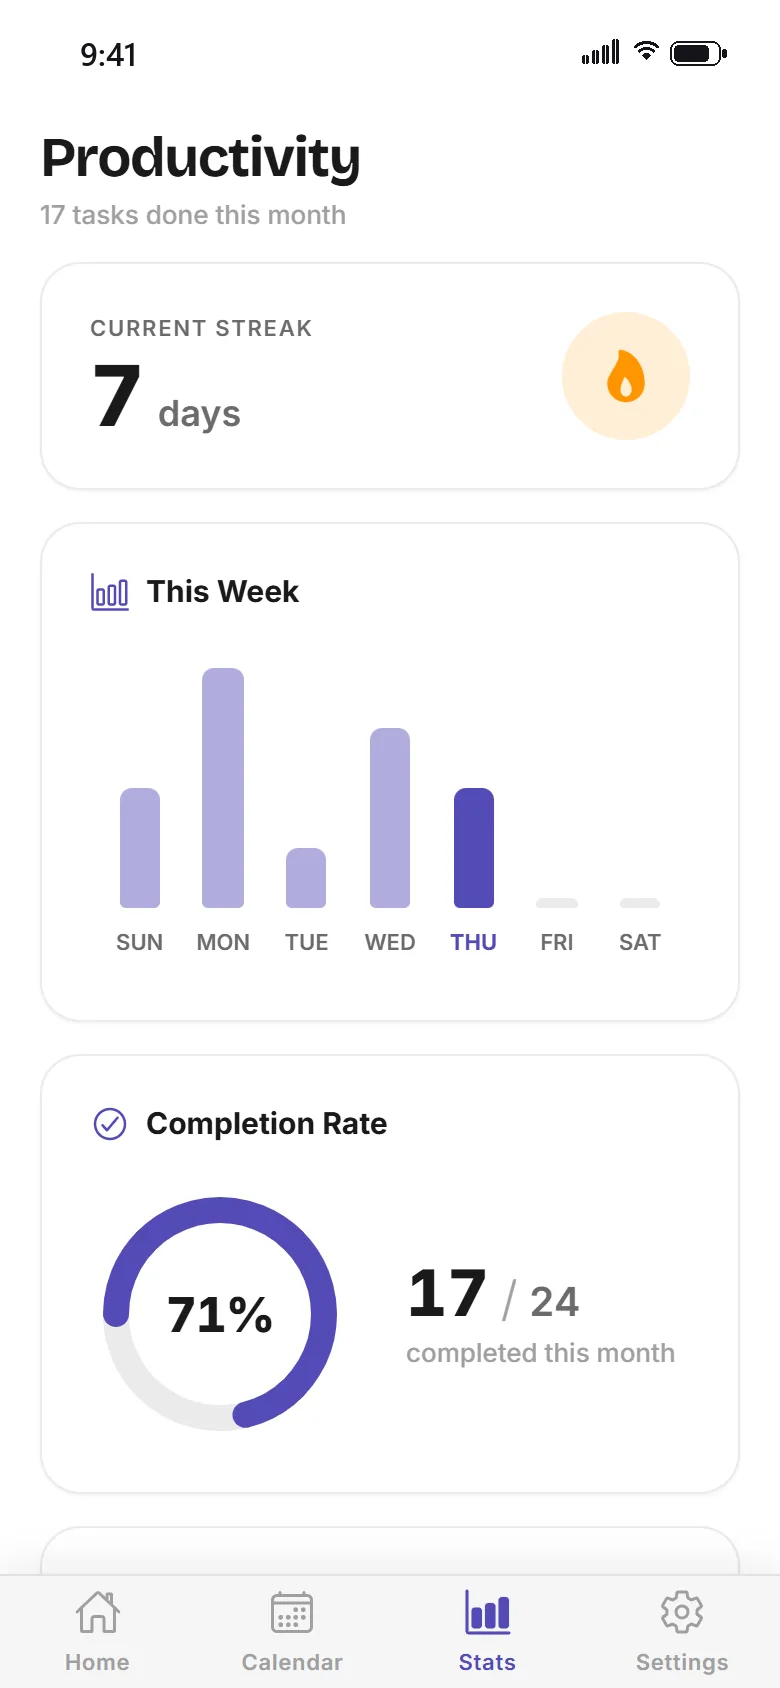 9:41
Productivity
17 tasks done this month
CURRENT STREAK
7 days
This Week
SUN MON TUE WED THU FRI SAT
Completion Rate
71%
17 / 24
completed this month
Home Calendar Stats Settings